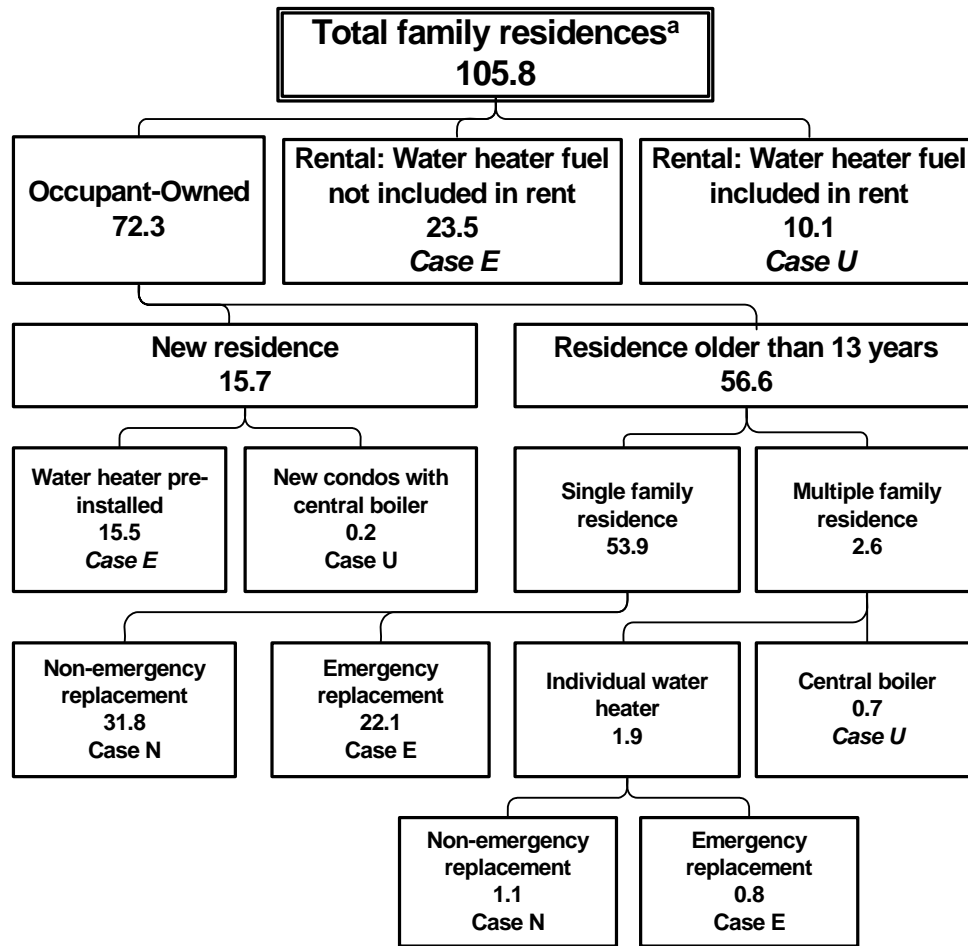 Total family residencesᵃ
105.8
Occupant-Owned
72.3
Rental: Water heater fuel
not included in rent
23.5
Case E
Rental: Water heater fuel
included in rent
10.1
Case U
New residence
15.7
Residence older than 13 years
56.6
Water heater pre-
installed
15.5
Case E
New condos with
central boiler
0.2
Case U
Single family
residence
53.9
Multiple family
residence
2.6
Non-emergency
replacement
31.8
Case N
Emergency
replacement
22.1
Case E
Individual water
heater
1.9
Central boiler
0.7
Case U
Non-emergency
replacement
1.1
Case N
Emergency
replacement
0.8
Case E